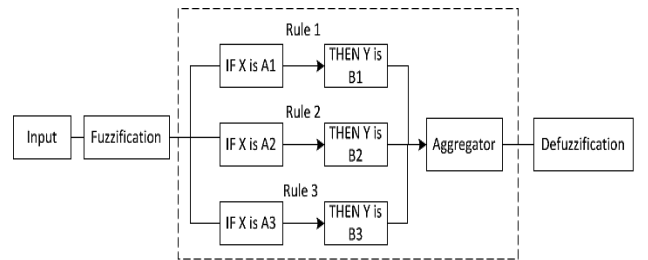 Rule 1
IF X is A1
THEN Y is
B1
Rule 2
Input
Fuzzification
IF X is A2
THEN Y is
B2
Aggregator
Defuzzification
Rule 3
IF X is A3
THEN Y is
B3